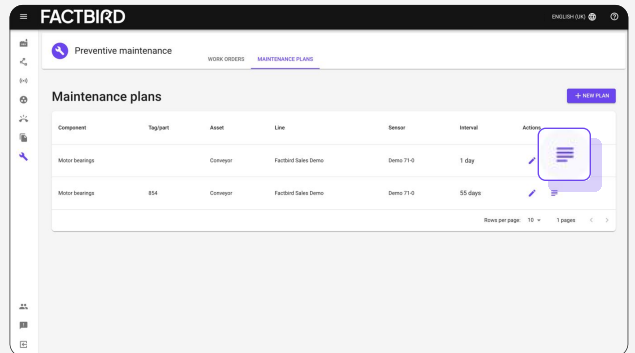 FACTBIRD
ENGLISH (UK)
Preventive maintenance
WORK ORDERS
MAINTENANCE PLANS
Maintenance plans
+ NEW PLAN
Component Tag/part Asset Line Sensor Interval Actions
Motor bearings Conveyor Factbird Sales Demo Demo 71-0 1 day
Motor bearings 854 Conveyor Factbird Sales Demo Demo 71-0 55 days
Rows per page: 10 1 pages